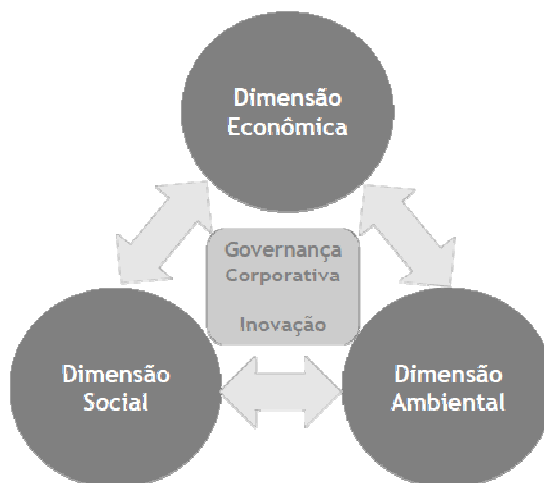 Dimensão
Econômica
Governança
Corporativa
Inovação
Dimensão
Social
Dimensão
Ambiental